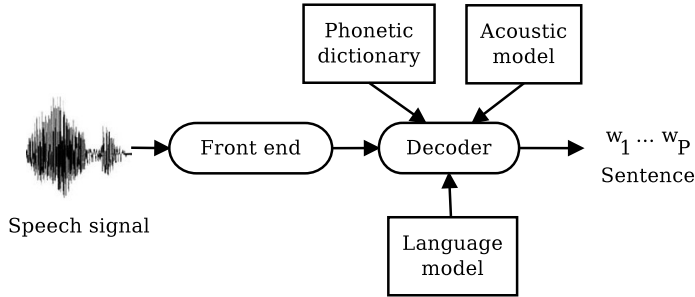 Phonetic
dictionary
Acoustic
model
Speech signal
Front end
Decoder
w1 ... wP
Sentence
Language
model